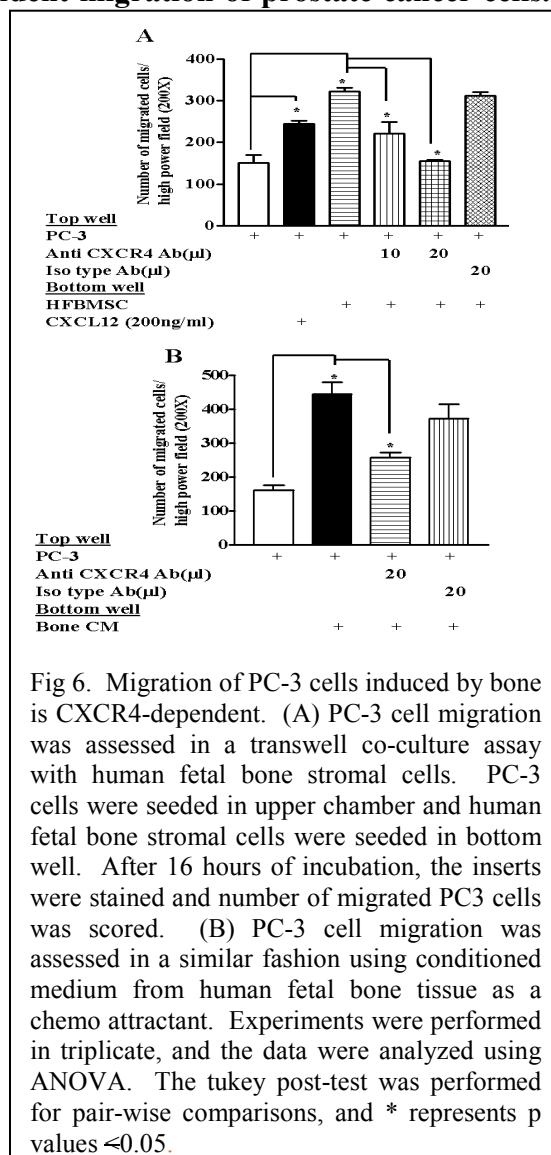 dent migration of prostate cancer cells.
A
Number of migrated cells/
high power field (200X)
400
300
200
100
0
* * * *
Top well
PC-3 + + + + + +
Anti CXCR4 Ab(µl) 10 20
Iso type Ab(µl) 20
Bottom well
HFBMSC + + + +
CXCL12 (200ng/ml) +
B
Number of migrated cells/
high power field (200X)
500
400
300
200
100
0
* *
Top well
PC-3 + + + +
Anti CXCR4 Ab(µl) 20
Iso type Ab(µl) 20
Bottom well
Bone CM + + +
Fig 6. Migration of PC-3 cells induced by bone
is CXCR4-dependent. (A) PC-3 cell migration
was assessed in a transwell co-culture assay
with human fetal bone stromal cells. PC-3
cells were seeded in upper chamber and human
fetal bone stromal cells were seeded in bottom
well. After 16 hours of incubation, the inserts
were stained and number of migrated PC3 cells
was scored. (B) PC-3 cell migration was
assessed in a similar fashion using conditioned
medium from human fetal bone tissue as a
chemo attractant. Experiments were performed
in triplicate, and the data were analyzed using
ANOVA. The tukey post-test was performed
for pair-wise comparisons, and * represents p
values <0.05.